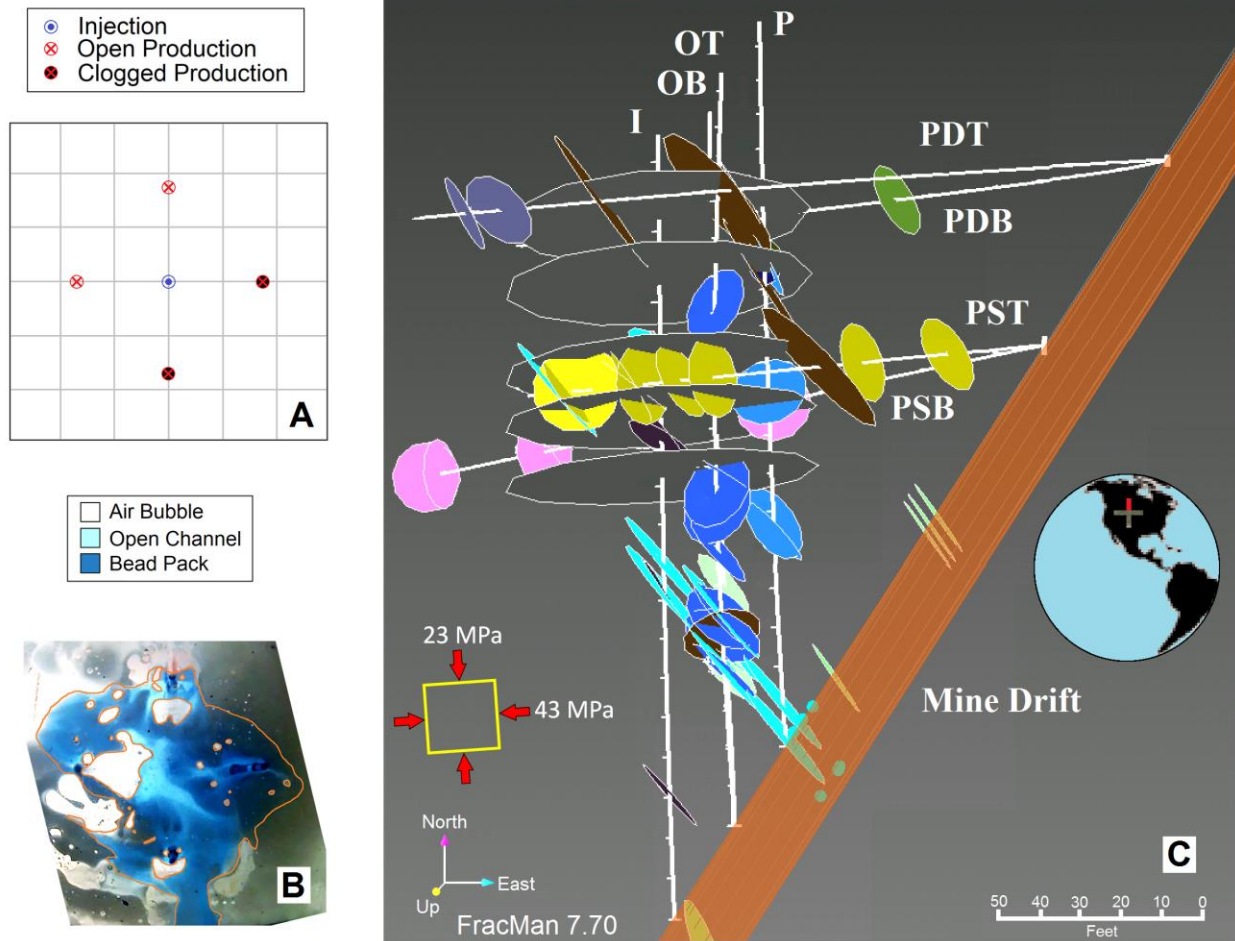 Injection
Open Production
Clogged Production
A
Air Bubble
Open Channel
Bead Pack
B
P
OT
OB
I
PDT
PDB
PST
PSB
23 MPa
43 MPa
Mine Drift
North
East
Up
FracMan 7.70
C
50 40 30 20 10 0
Feet